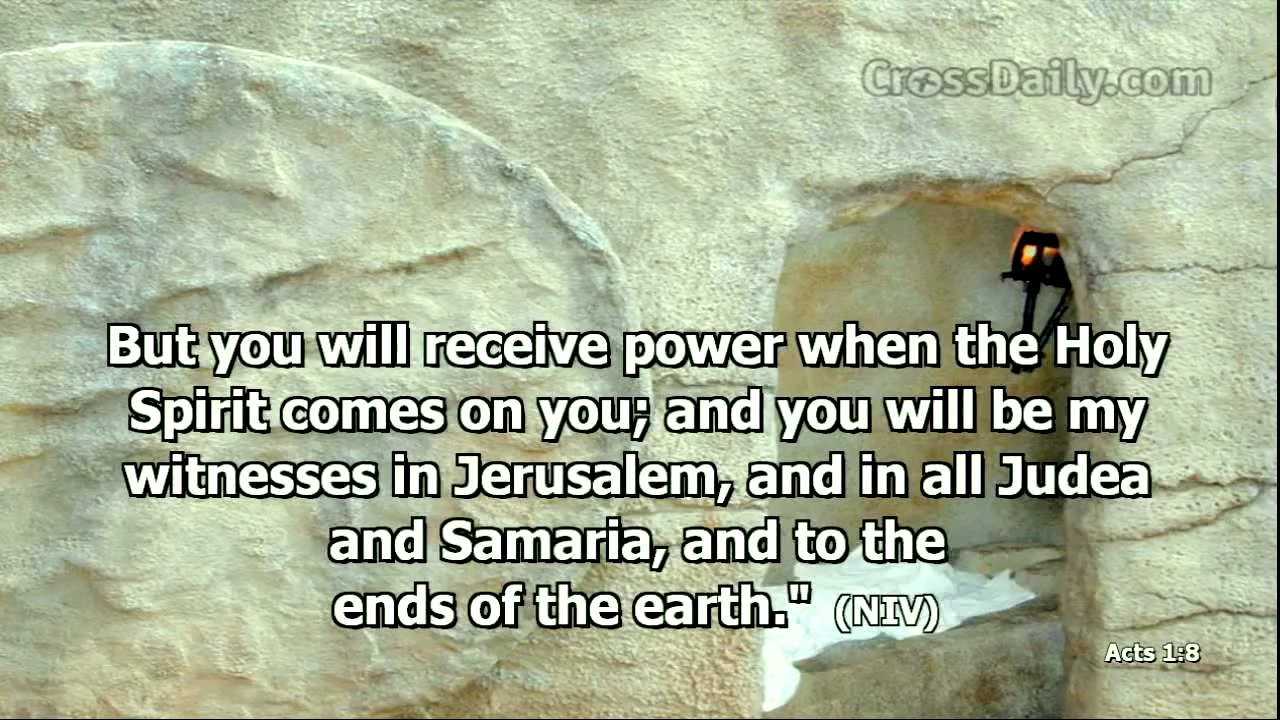 CrossDaily.com
But you will receive power when the Holy
Spirit comes on you; and you will be my
witnesses in Jerusalem, and in all Judea
and Samaria, and to the
ends of the earth." (NIV)
Acts 1:8